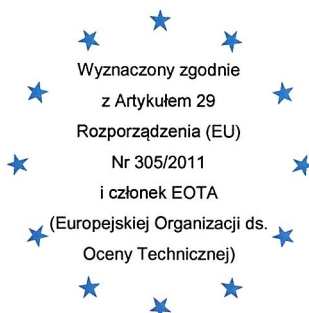 Wyznaczony zgodnie
z Artykułem 29
Rozporządzenia (EU)
Nr 305/2011
i członek EOTA
(Europejskiej Organizacji ds.
Oceny Technicznej)